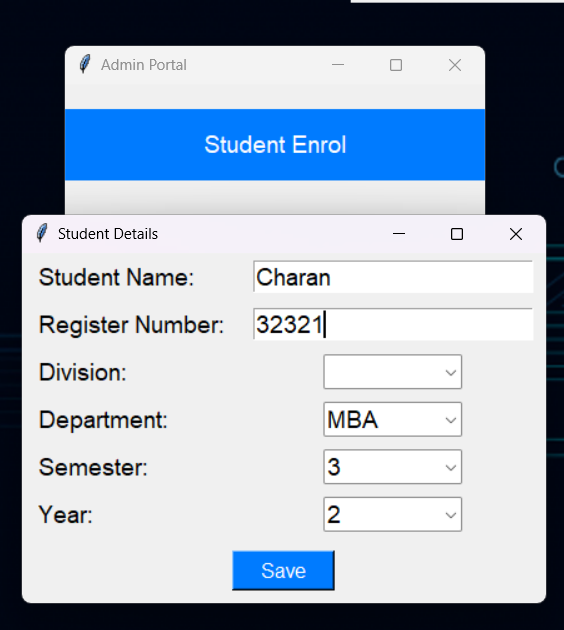 Admin Portal
Student Enrol
Student Details
Student Name: Charan
Register Number: 32321
Division:
Department: MBA
Semester: 3
Year: 2
Save